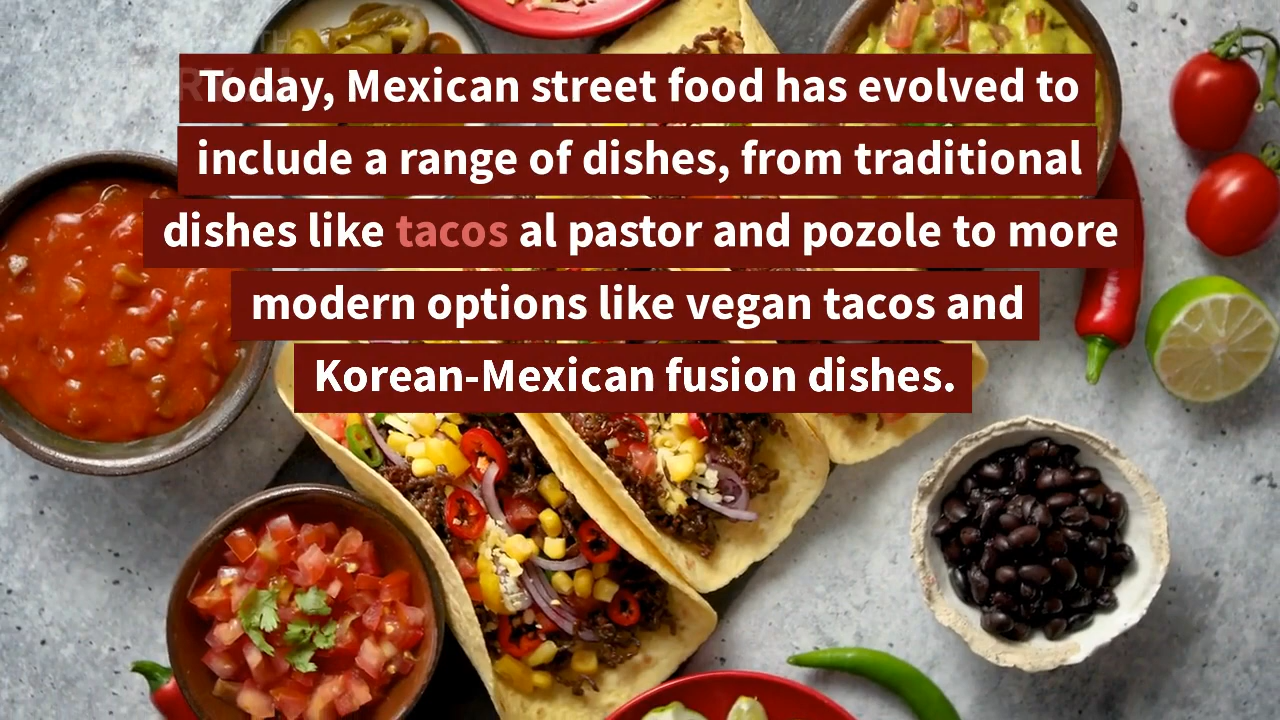 Today, Mexican street food has evolved to
include a range of dishes, from traditional
dishes like tacos al pastor and pozole to more
modern options like vegan tacos and
Korean-Mexican fusion dishes.